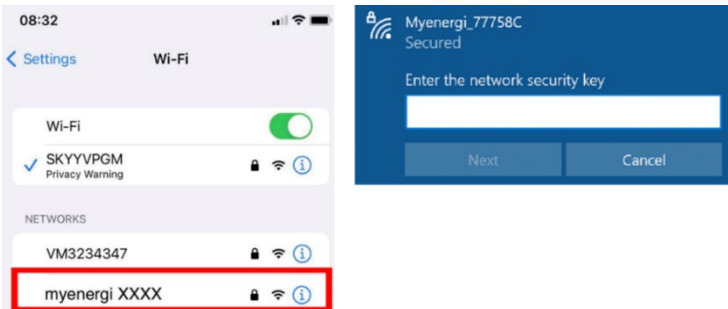 08:32
Settings
Wi-Fi
Wi-Fi
SKYYVPGM
Privacy Warning
NETWORKS
VM3234347
myenergi XXXX
Myenergi_77758C
Secured
Enter the network security key
Next
Cancel